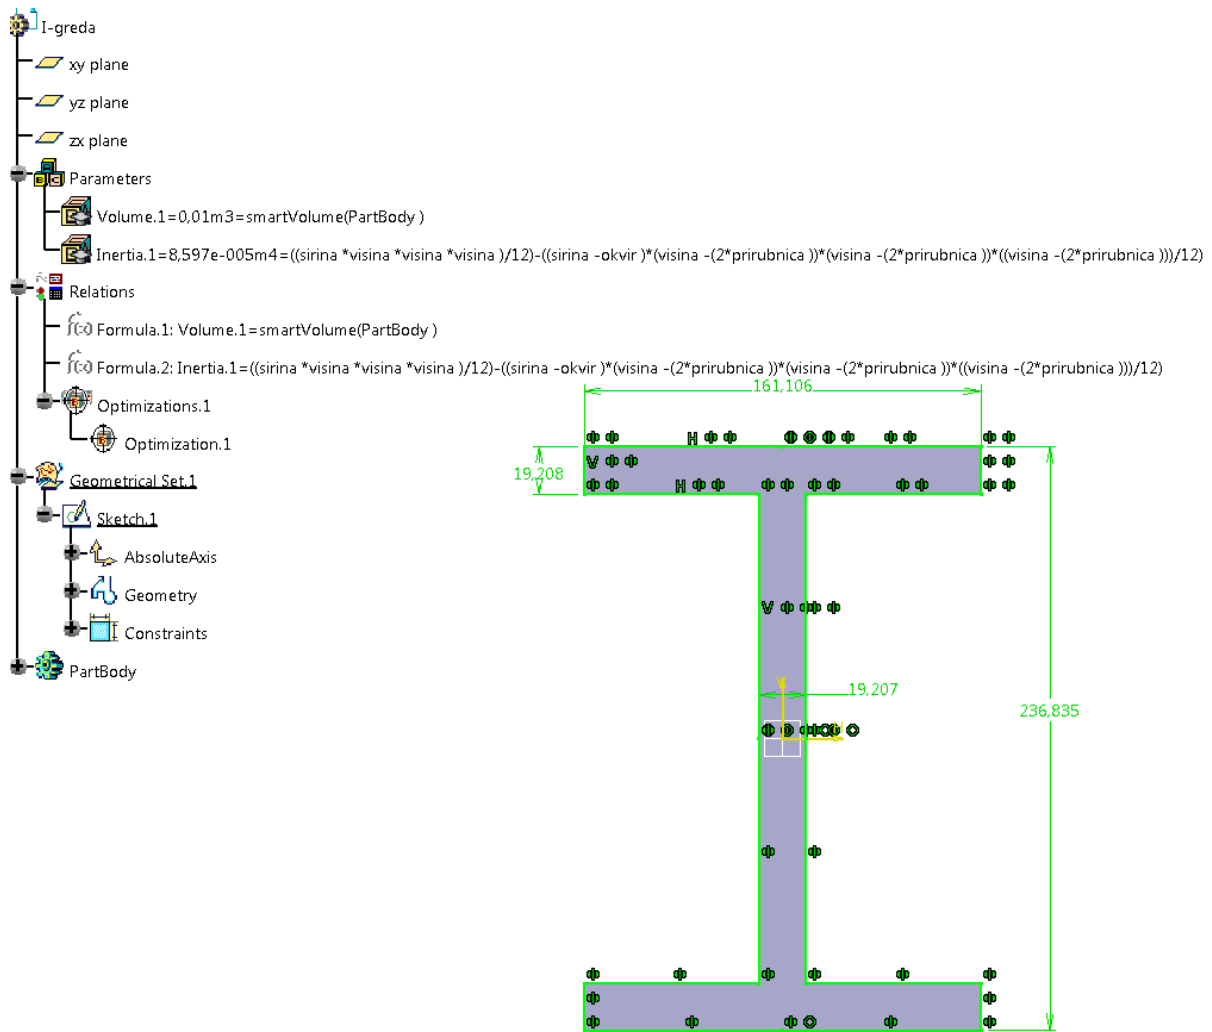 I-greda
xy plane
yz plane
zx plane
Parameters
Volume.1=0,01m3=smartVolume(PartBody )
Inertia.1=8,597e-005m4=((sirina *visina *visina *visina )/12)-((sirina -okvir )*(visina -(2*prirubnica ))*(visina -(2*prirubnica ))*((visina -(2*prirubnica )))/12)
Relations
Formula.1: Volume.1=smartVolume(PartBody )
Formula.2: Inertia.1=((sirina *visina *visina *visina )/12)-((sirina -okvir )*(visina -(2*prirubnica ))*(visina -(2*prirubnica ))*((visina -(2*prirubnica )))/12)
Optimizations.1
Optimization.1
Geometrical Set.1
Sketch.1
AbsoluteAxis
Geometry
Constraints
PartBody
161,106
H
19,208
V
H
V
19,207
236,835